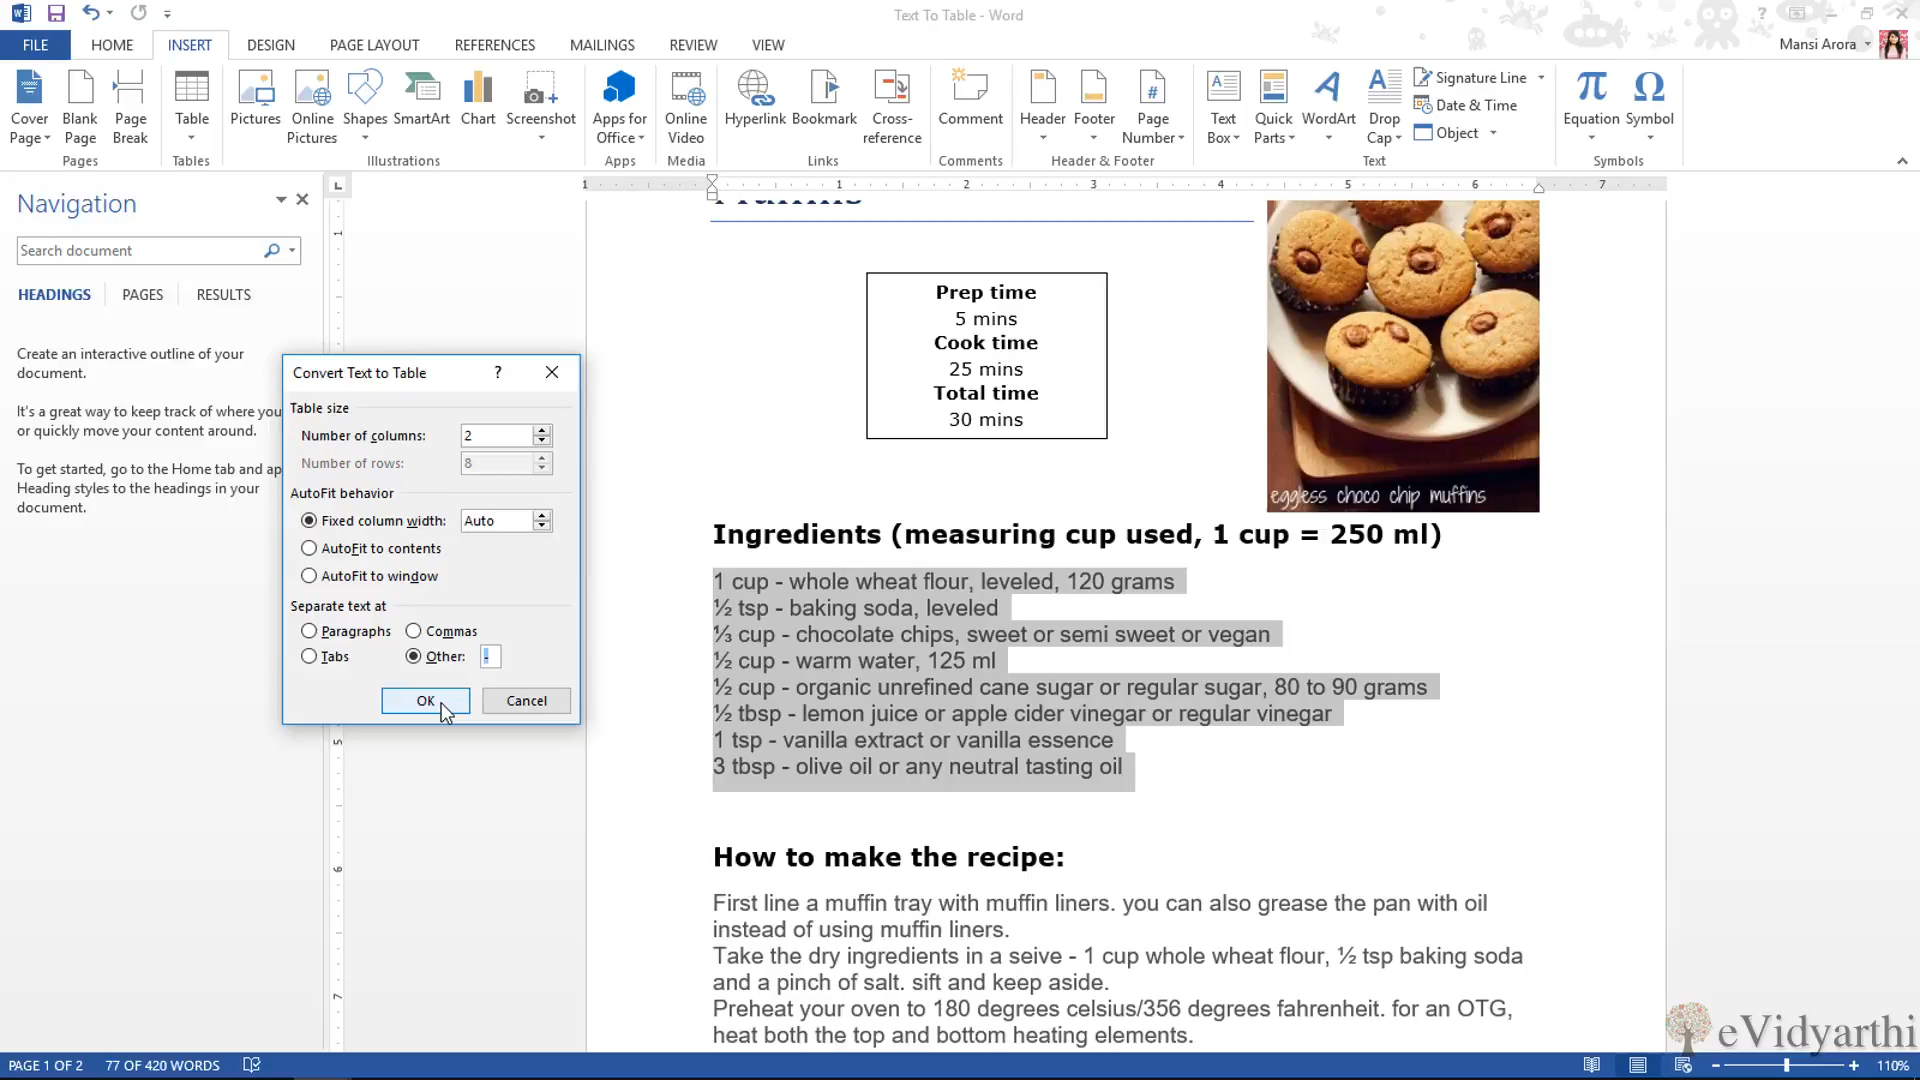 Text To Table - Word
?
FILE
HOME
INSERT
DESIGN
PAGE LAYOUT
REFERENCES
MAILINGS
REVIEW
VIEW
Mansi Arora
Cover Page
Blank Page
Page Break
Table
Pictures
Online Pictures
Shapes
SmartArt
Chart
Screenshot
Apps for Office
Online Video
Hyperlink
Bookmark
Cross-reference
Comment
Header
Footer
Page Number
Text Box
Quick Parts
WordArt
Drop Cap
Signature Line
Date & Time
Object
Equation
Symbol
Pages
Tables
Illustrations
Apps
Media
Links
Comments
Header & Footer
Text
Symbols
Navigation
Search document
HEADINGS
PAGES
RESULTS
Create an interactive outline of your
document.
It's a great way to keep track of where you
or quickly move your content around.
To get started, go to the Home tab and ap
Heading styles to the headings in your
document.
Convert Text to Table
?
Table size
Number of columns: 2
Number of rows: 8
AutoFit behavior
Fixed column width: Auto
AutoFit to contents
AutoFit to window
Separate text at
Paragraphs
Commas
Tabs
Other: -
OK
Cancel
1 1 2 3 4 5 6 7
1
5
6
7
Prep time
5 mins
Cook time
25 mins
Total time
30 mins
eggless choco chip muffins
Ingredients (measuring cup used, 1 cup = 250 ml)
1 cup - whole wheat flour, leveled, 120 grams
½ tsp - baking soda, leveled
⅓ cup - chocolate chips, sweet or semi sweet or vegan
½ cup - warm water, 125 ml
½ cup - organic unrefined cane sugar or regular sugar, 80 to 90 grams
½ tbsp - lemon juice or apple cider vinegar or regular vinegar
1 tsp - vanilla extract or vanilla essence
3 tbsp - olive oil or any neutral tasting oil
How to make the recipe:
First line a muffin tray with muffin liners. you can also grease the pan with oil
instead of using muffin liners.
Take the dry ingredients in a seive - 1 cup whole wheat flour, ½ tsp baking soda
and a pinch of salt. sift and keep aside.
Preheat your oven to 180 degrees celsius/356 degrees fahrenheit. for an OTG,
heat both the top and bottom heating elements.
eVidyarthi
PAGE 1 OF 2
77 OF 420 WORDS
110%